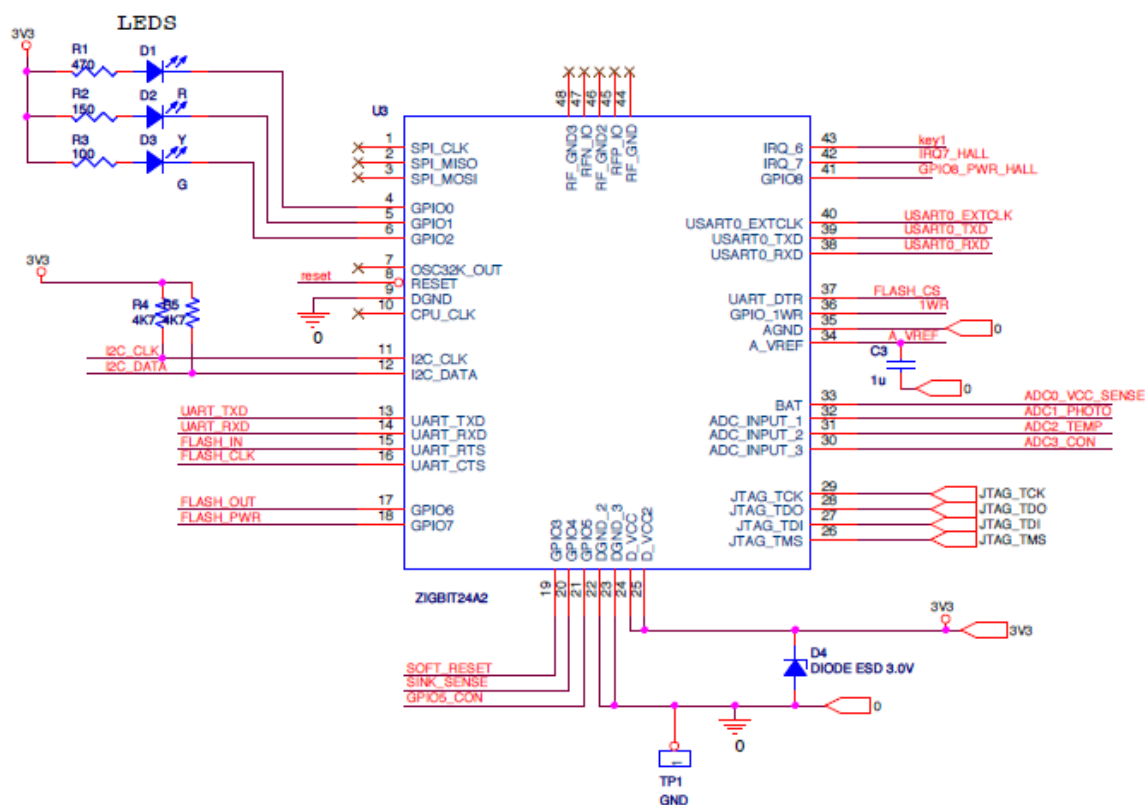 LEDS
3V3
R1
470
D1
R2
150
D2
R
R3
100
D3
Y
G
U3
48
47
46
45
44
RF_GND3
RFN_IO
RF_GND2
RFP_IO
RF_GND
1 SPI_CLK
2 SPI_MISO
3 SPI_MOSI
4 GPIO0
5 GPIO1
6 GPIO2
3V3
7 OSC32K_OUT
reset 8 RESET
9 DGND
10 CPU_CLK
0
R4
4K7
R5
4K7
I2C_CLK 11 I2C_CLK
I2C_DATA 12 I2C_DATA
UART_TXD 13 UART_TXD
UART_RXD 14 UART_RXD
FLASH_IN 15 UART_RTS
FLASH_CLK 16 UART_CTS
FLASH_OUT 17 GPIO6
FLASH_PWR 18 GPIO7
IRQ_6 43 key1
IRQ_7 42 IRQ7_HALL
GPIO8 41 GPIO8_PWR_HALL
USART0_EXTCLK 40 USART0_EXTCLK
USART0_TXD 39 USART0_TXD
USART0_RXD 38 USART0_RXD
UART_DTR 37 FLASH_CS
GPIO_1WR 36 1WR
AGND 35 0
A_VREF 34 A_VREF
C3
1u
0
BAT 33 ADC0_VCC_SENSE
ADC_INPUT_1 32 ADC1_PHOTO
ADC_INPUT_2 31 ADC2_TEMP
ADC_INPUT_3 30 ADC3_CON
JTAG_TCK 29 JTAG_TCK
JTAG_TDO 28 JTAG_TDO
JTAG_TDI 27 JTAG_TDI
JTAG_TMS 26 JTAG_TMS
GPIO3
GPIO4
GPIO5
DGND_2
DGND_3
D_VCC
D_VCC2
19
20
21
22
23
24
25
ZIGBIT24A2
3V3
3V3
D4
DIODE ESD 3.0V
SOFT_RESET
SINK_SENSE
GPIO5_CON
0
0
1
TP1
GND